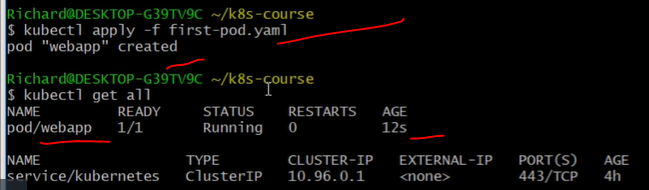 Richard@DESKTOP-G39TV9C ~/k8s-course
$ kubectl apply -f first-pod.yaml
pod "webapp" created
Richard@DESKTOP-G39TV9C ~/k8s-course
$ kubectl get all
NAME READY STATUS RESTARTS AGE
pod/webapp 1/1 Running 0 12s
NAME TYPE CLUSTER-IP EXTERNAL-IP PORT(S) AGE
service/kubernetes ClusterIP 10.96.0.1 <none> 443/TCP 4h